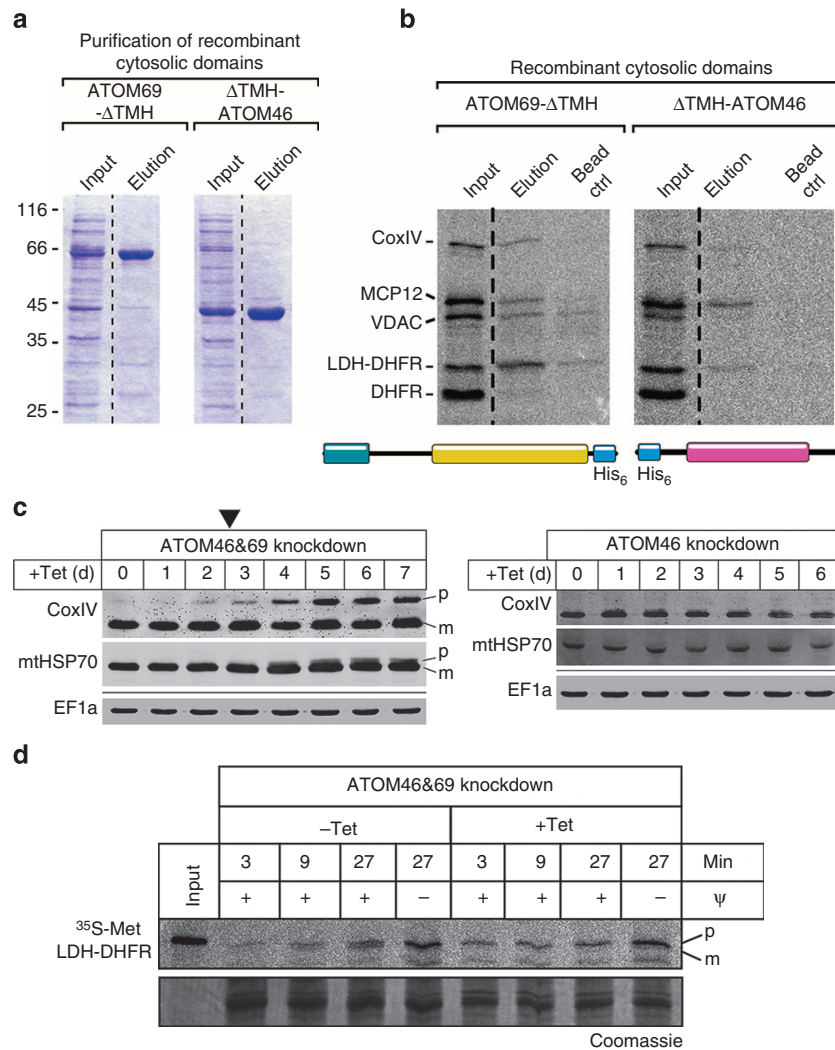 a
Purification of recombinant
cytosolic domains
ATOM69
-ΔTMH
ΔTMH-
ATOM46
Input
Elution
Input
Elution
116
66
45
35
25
b
Recombinant cytosolic domains
ATOM69-ΔTMH
ΔTMH-ATOM46
Input
Elution
Bead
ctrl
Input
Elution
Bead
ctrl
CoxIV
MCP12
VDAC
LDH-DHFR
DHFR
His6
His6
c
ATOM46&69 knockdown
+Tet (d) 0 1 2 3 4 5 6 7
CoxIV
p
m
mtHSP70
p
m
EF1a
ATOM46 knockdown
+Tet (d) 0 1 2 3 4 5 6
CoxIV
mtHSP70
EF1a
d
ATOM46&69 knockdown
–Tet +Tet
Input 3 9 27 27 3 9 27 27 Min
+ + + – + + + – ψ
35S-Met
LDH-DHFR
p
m
Coomassie